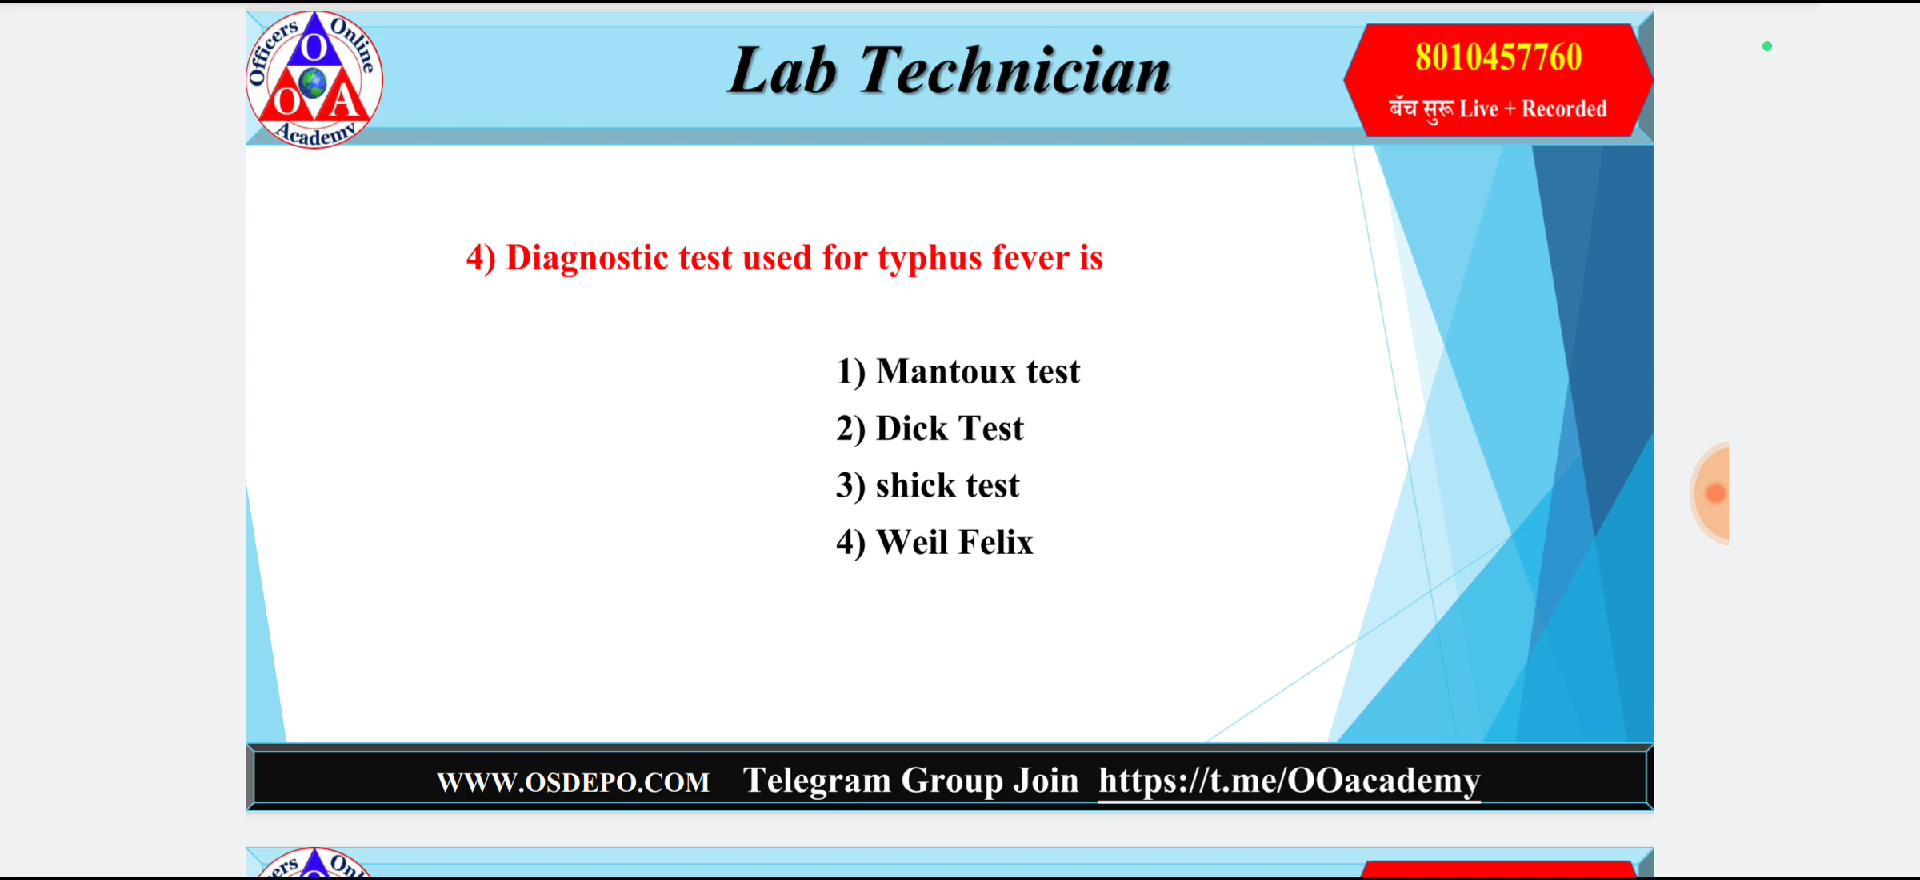 Officers Online Academy
O
O A
Lab Technician
8010457760
बॅच सुरू Live + Recorded
4) Diagnostic test used for typhus fever is
1) Mantoux test
2) Dick Test
3) shick test
4) Weil Felix
WWW.OSDEPO.COM Telegram Group Join https://t.me/OOacademy